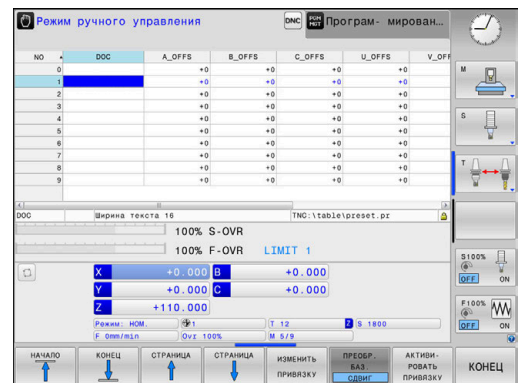 Режим ручного управления
DNC
PGM MGT
Програм- мирован...
NO DOC A_OFFS B_OFFS C_OFFS U_OFFS V_OFF
0 +0 +0 +0 +0
1 +0 +0 +0 +0
2 +0 +0 +0 +0
3 +0 +0 +0 +0
4 +0 +0 +0 +0
5 +0 +0 +0 +0
6 +0 +0 +0 +0
7 +0 +0 +0 +0
8 +0 +0 +0 +0
9 +0 +0 +0 +0
DOC Ширина текста 16 TNC:\table\preset.pr
100% S-OVR
100% F-OVR LIMIT 1
X +0.000 B +0.000
Y +0.000 C +0.000
Z +110.000
Режим: НОМ. 1 T 12 Z S 1800
F 0mm/min Ovr 100% M 5/9
M
S
T
S100%
OFF ON
F100%
OFF ON
НАЧАЛО
КОНЕЦ
СТРАНИЦА
СТРАНИЦА
ИЗМЕНИТЬ
ПРИВЯЗКУ
ПРЕОБР.
БАЗ.
СДВИГ
АКТИВИ-
РОВАТЬ
ПРИВЯЗКУ
КОНЕЦ